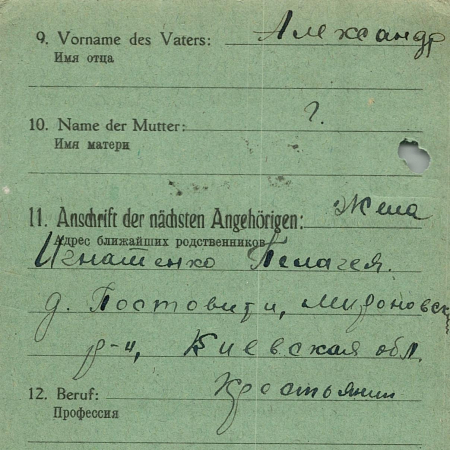 9. Vorname des Vaters: Александр
Имя отца
10. Name der Mutter: ?
Имя матери
11. Anschrift der nächsten Angehörigen: Жена
Адрес ближайших родственников
Игнатенко Пелагея.
д. Постовити, Мироновск
р-н, Киевская обл.
12. Beruf: Крестьянин
Профессия